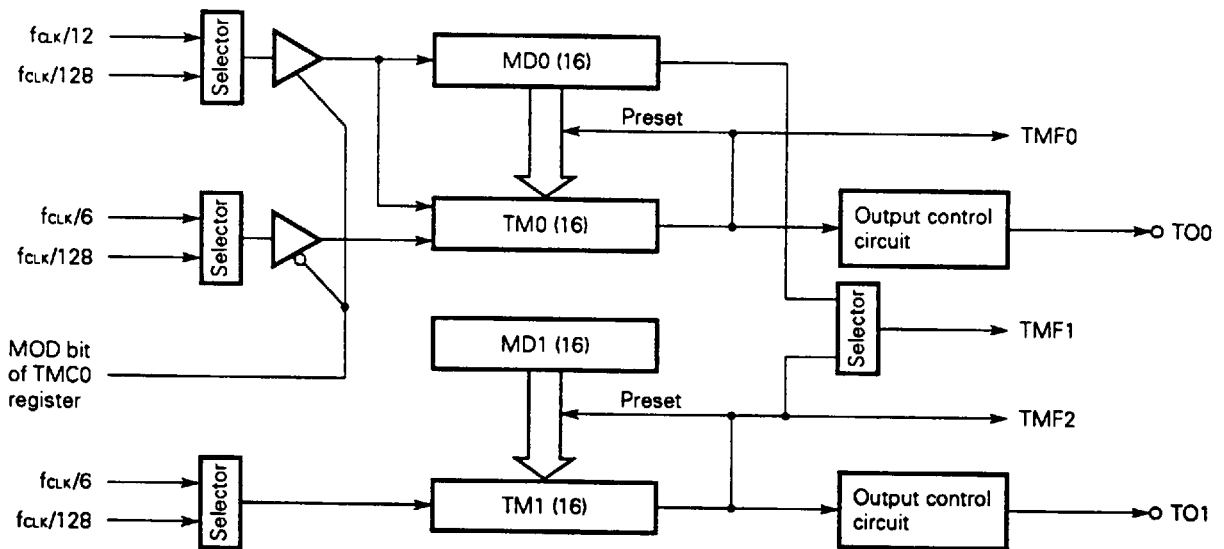 fCLK/12
fCLK/128
Selector
MD0 (16)
Preset
TMF0
fCLK/6
fCLK/128
Selector
TM0 (16)
Output control
circuit
TO0
MOD bit
of TMC0
register
MD1 (16)
Selector
TMF1
Preset
TMF2
fCLK/6
fCLK/128
Selector
TM1 (16)
Output control
circuit
TO1